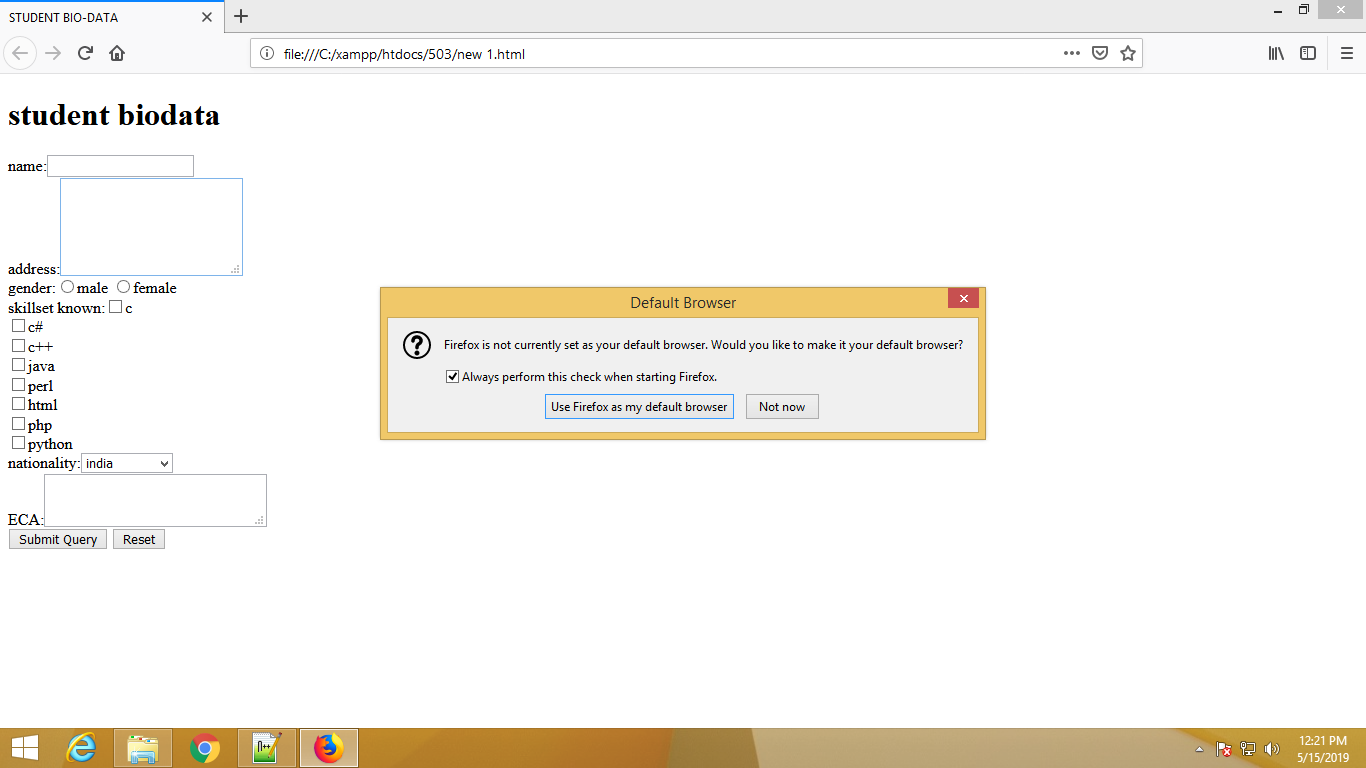 STUDENT BIO-DATA
file:///C:/xampp/htdocs/503/new 1.html
student biodata
name:
address:
gender: male female
skillset known: c
c#
c++
java
perl
html
php
python
nationality: india
ECA:
Submit Query Reset
Default Browser
Firefox is not currently set as your default browser. Would you like to make it your default browser?
Always perform this check when starting Firefox.
Use Firefox as my default browser Not now
12:21 PM
5/15/2019